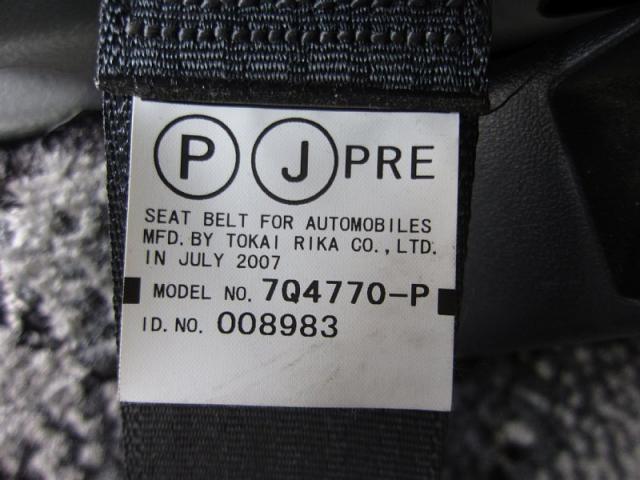 P J PRE
SEAT BELT FOR AUTOMOBILES
MFD. BY TOKAI RIKA CO., LTD.
IN JULY 2007
MODEL NO. 7Q4770-P
ID. NO. 008983